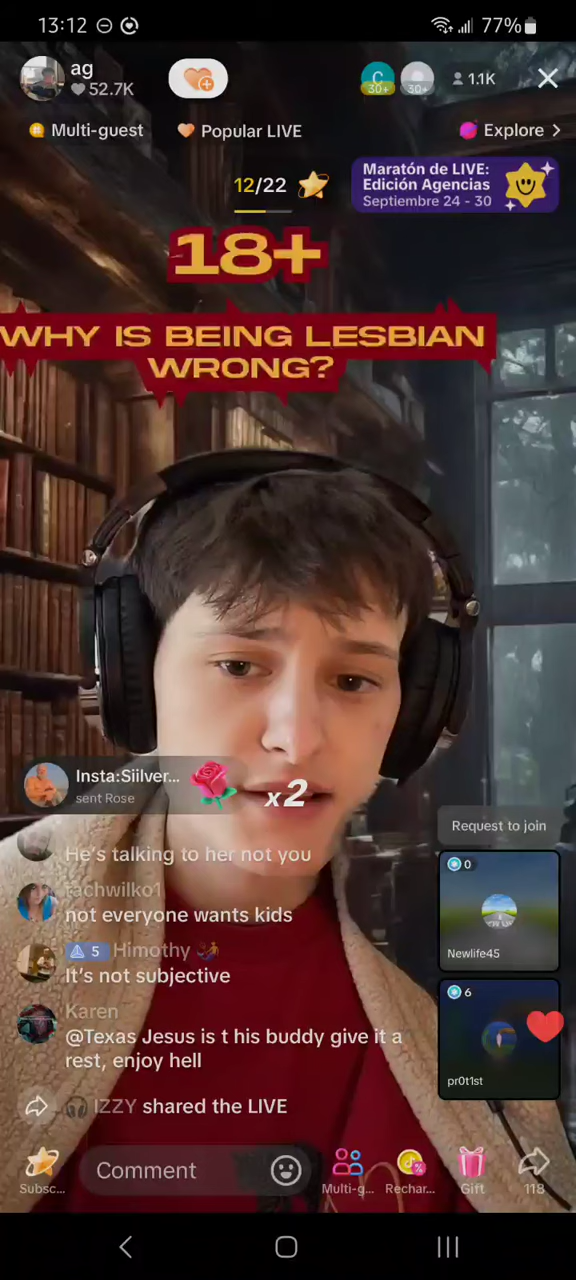 13:12
77%
ag
52.7K
30+
30+
1.1K
Multi-guest
Popular LIVE
Explore
12/22
Maratón de LIVE:
Edición Agencias
Septiembre 24 - 30
18+
WHY IS BEING LESBIAN
WRONG?
Insta:Siilver...
sent Rose
x2
Request to join
He's talking to her not you
0
Newlife45
tachwilko1
not everyone wants kids
5 Himothy
It's not subjective
Karen
@Texas Jesus is t his buddy give it a
rest, enjoy hell
6
pr0t1st
IZZY shared the LIVE
Comment
Subsc...
Multi-g...
Rechar...
Gift
118